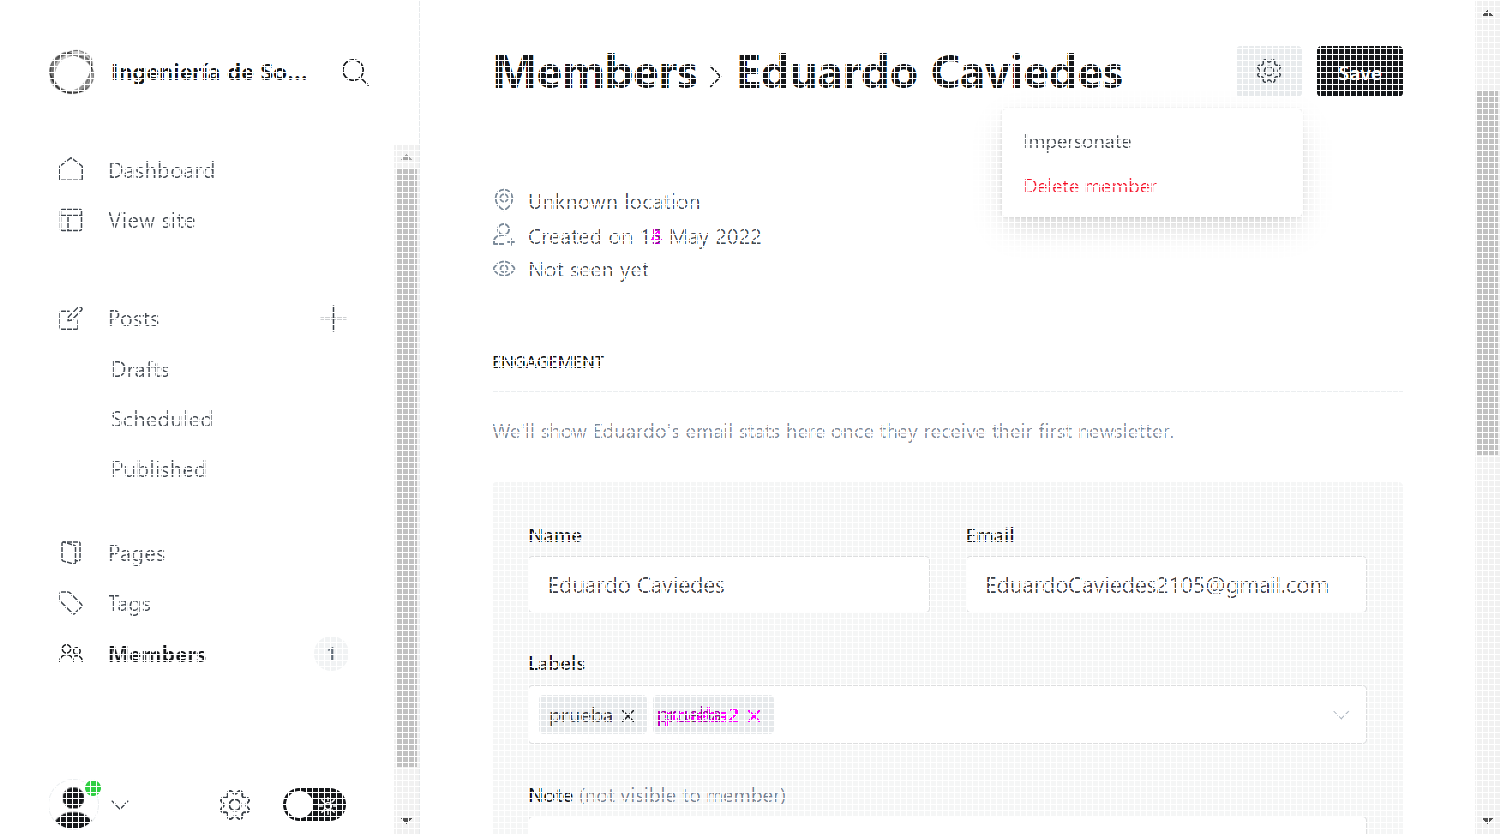 Ingeniería de So...
Members > Eduardo Caviedes
Save
Impersonate
Delete member
Dashboard
View site
Unknown location
Created on May 2022
Not seen yet
Posts
Drafts
Scheduled
Published
ENGAGEMENT
We'll show Eduardo's email stats here once they receive their first newsletter.
Pages
Tags
Members 1
Name Email
Eduardo Caviedes EduardoCaviedes2105@gmail.com
Labels
prueba ×
Note (not visible to member)